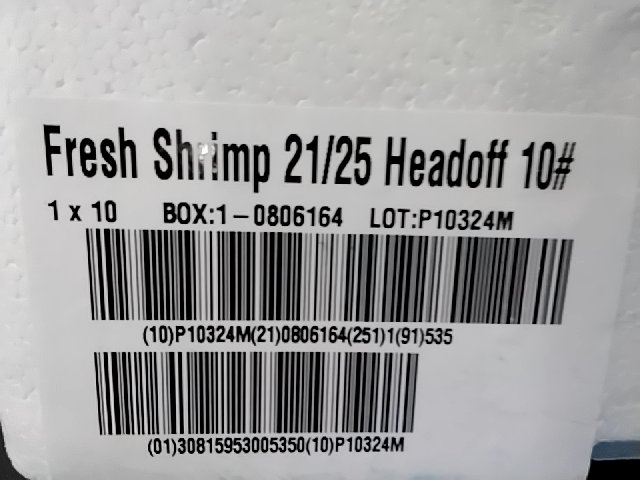 Fresh Shrimp 21/25 Headoff 10#
1 x 10 BOX:1-0806164 LOT:P10324M
(10)P10324M(21)0806164(251)1(91)535
(01)30815953005350(10)P10324M